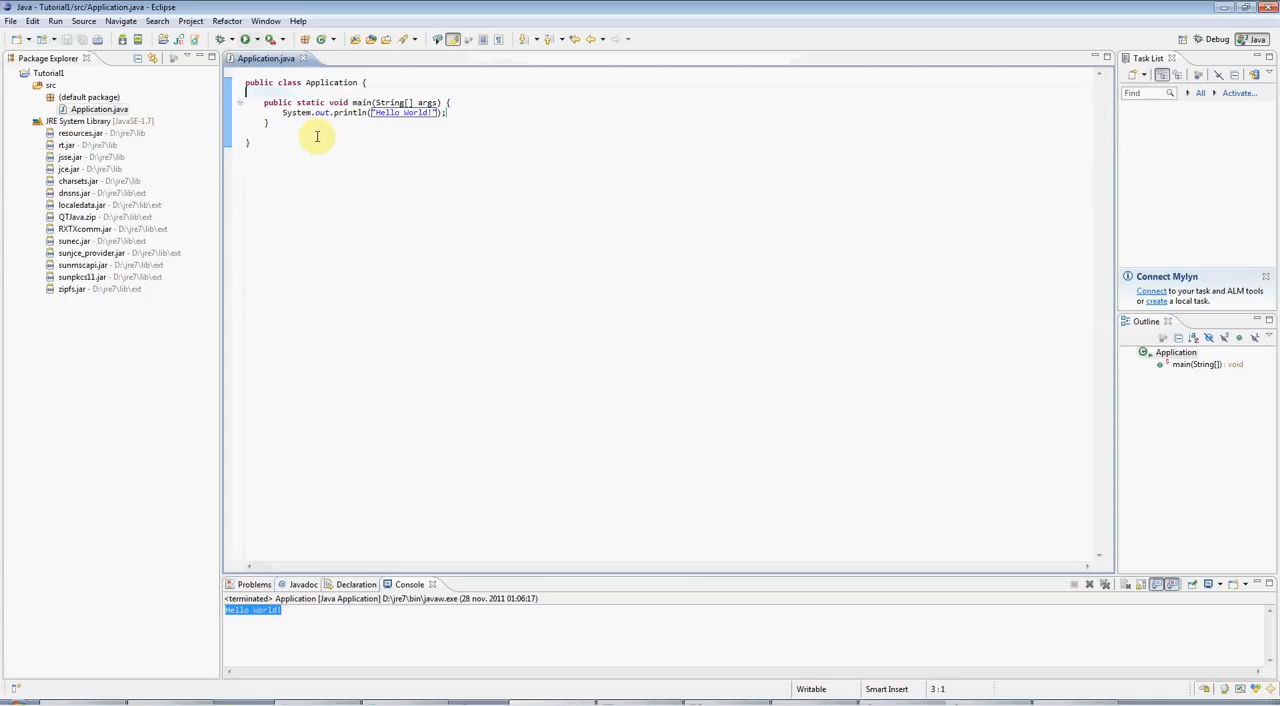 Java - Tutorial1/src/Application.java - Eclipse
File Edit Run Source Navigate Search Project Refactor Window Help
Debug Java
Package Explorer
Tutorial1
src
(default package)
Application.java
JRE System Library [JavaSE-1.7]
resources.jar - D:\jre7\lib
rt.jar - D:\jre7\lib
jsse.jar - D:\jre7\lib
jce.jar - D:\jre7\lib
charsets.jar - D:\jre7\lib
dnsns.jar - D:\jre7\lib\ext
localedata.jar - D:\jre7\lib\ext
QTJava.zip - D:\jre7\lib\ext
RXTXcomm.jar - D:\jre7\lib\ext
sunec.jar - D:\jre7\lib\ext
sunjce_provider.jar - D:\jre7\lib\ext
sunmscapi.jar - D:\jre7\lib\ext
sunpkcs11.jar - D:\jre7\lib\ext
zipfs.jar - D:\jre7\lib\ext
Application.java
public class Application {
public static void main(String[] args) {
System.out.println("Hello World!");
}
}
Task List
Find All Activate...
Connect Mylyn
Connect to your task and ALM tools
or create a local task.
Outline
Application
main(String[]) : void
Problems @ Javadoc Declaration Console
<terminated> Application [Java Application] D:\jre7\bin\javaw.exe (28 nov. 2011 01:06:17)
Hello World!
Writable Smart Insert 3 : 1